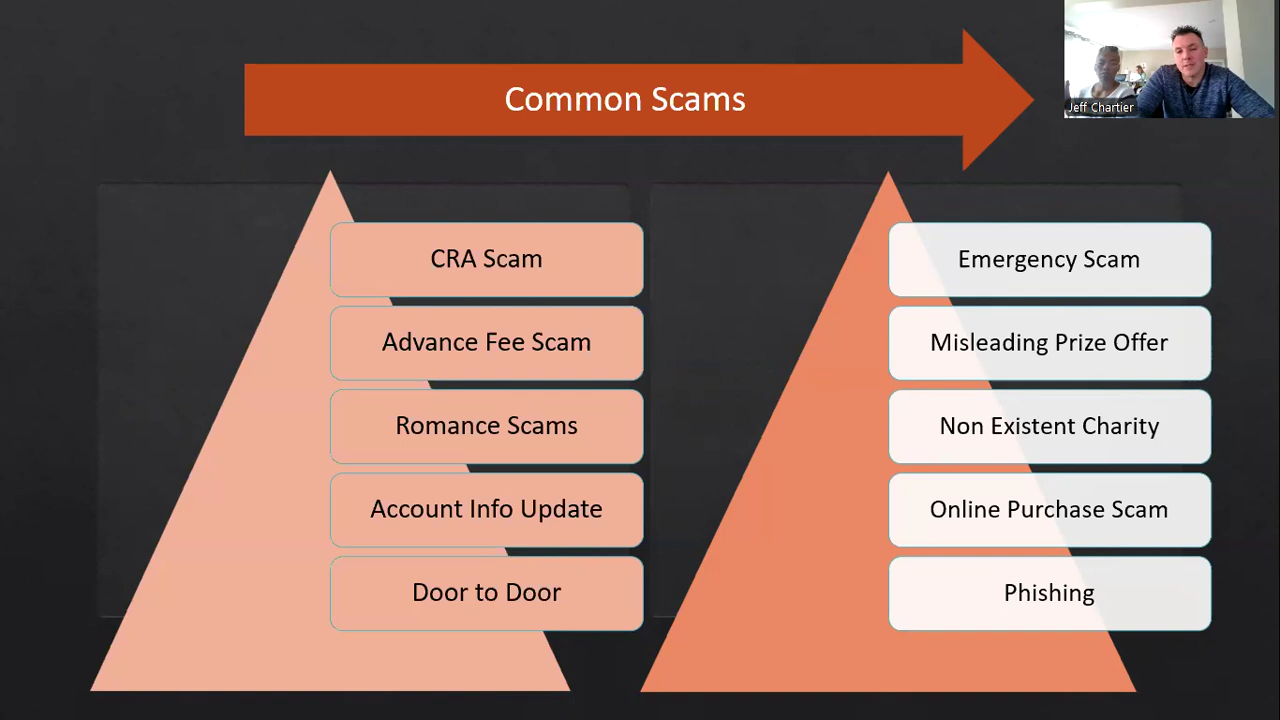 Common Scams
Jeff Chartier
CRA Scam
Advance Fee Scam
Romance Scams
Account Info Update
Door to Door
Emergency Scam
Misleading Prize Offer
Non Existent Charity
Online Purchase Scam
Phishing